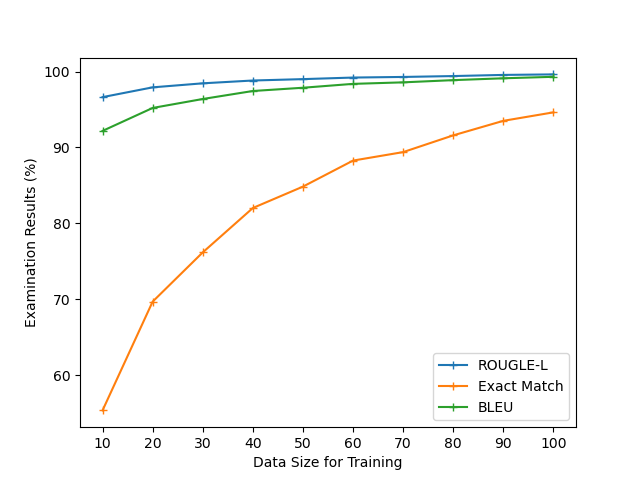 100
90
80
70
60
Examination Results (%)
ROUGLE-L
Exact Match
BLEU
10 20 30 40 50 60 70 80 90 100
Data Size for Training